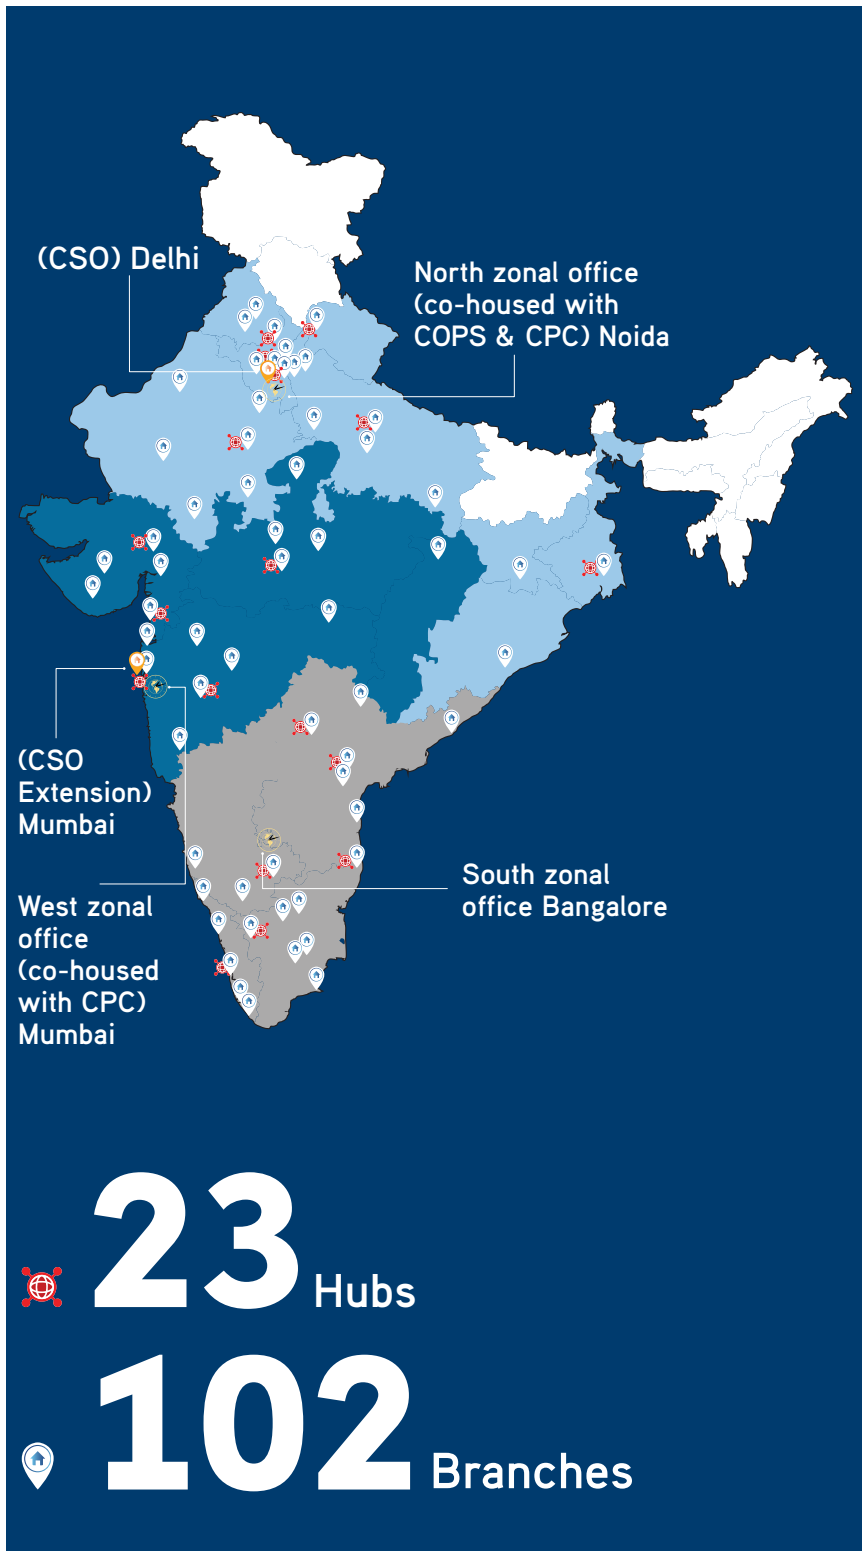 (CSO) Delhi
North zonal office
(co-housed with
COPS & CPC) Noida
(CSO
Extension)
Mumbai
South zonal
office Bangalore
West zonal
office
(co-housed
with CPC)
Mumbai
23 Hubs
102 Branches